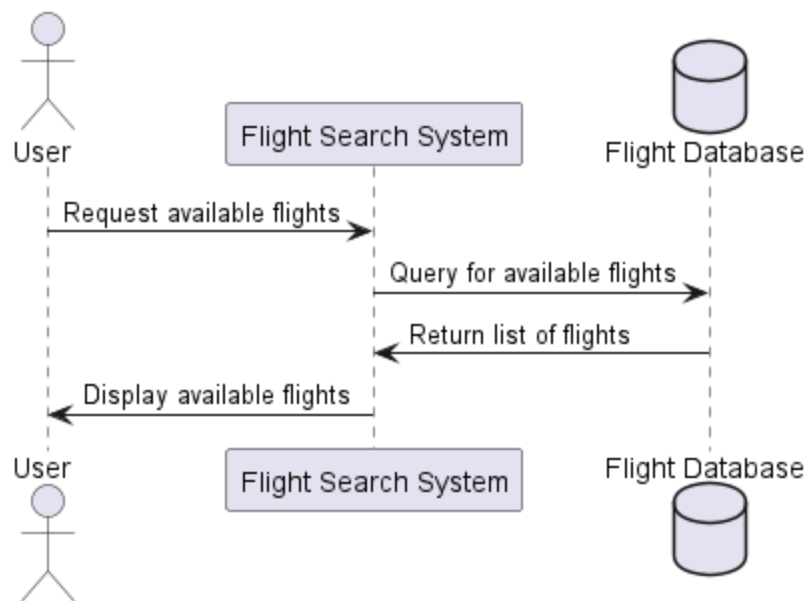 User
Flight Search System
Flight Database
Request available flights
Query for available flights
Return list of flights
Display available flights
User
Flight Search System
Flight Database